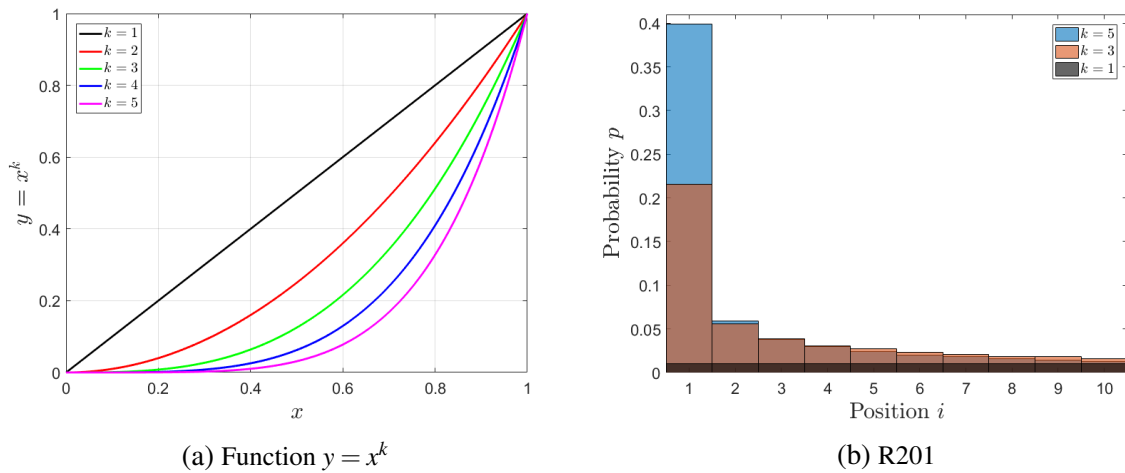 1
0.8
0.6
0.4
0.2
0
0 0.2 0.4 0.6 0.8 1
y = x^k
x
k = 1
k = 2
k = 3
k = 4
k = 5
(a) Function y = x^k
0.4
0.35
0.3
0.25
0.2
0.15
0.1
0.05
0
1 2 3 4 5 6 7 8 9 10
Probability p
Position i
k = 5
k = 3
k = 1
(b) R201